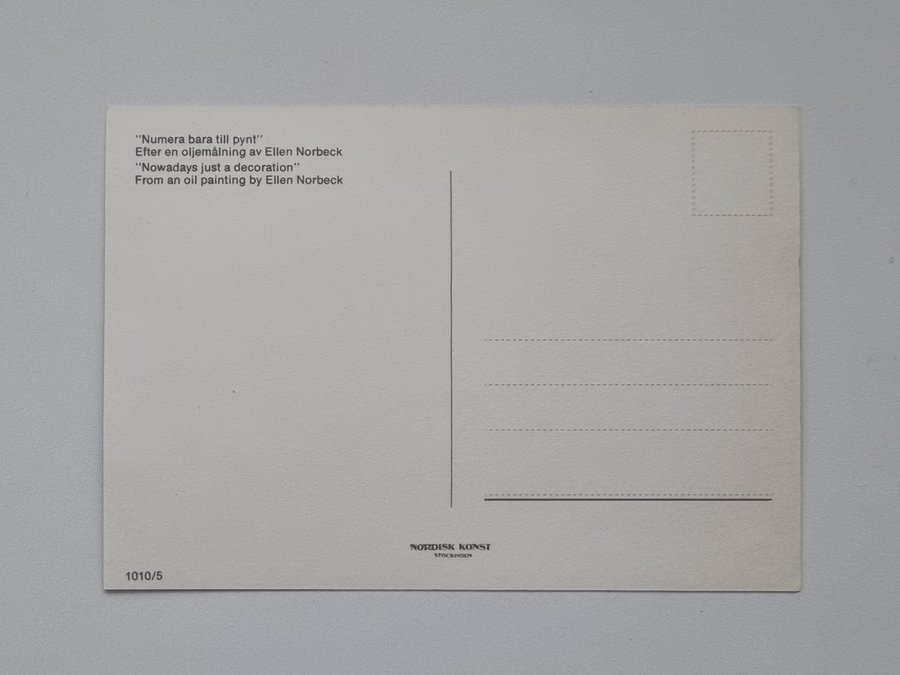 "Numera bara till pynt"
Efter en oljemålning av Ellen Norbeck
"Nowadays just a decoration"
From an oil painting by Ellen Norbeck
NORDISK KONST
STOCKHOLM
1010/5